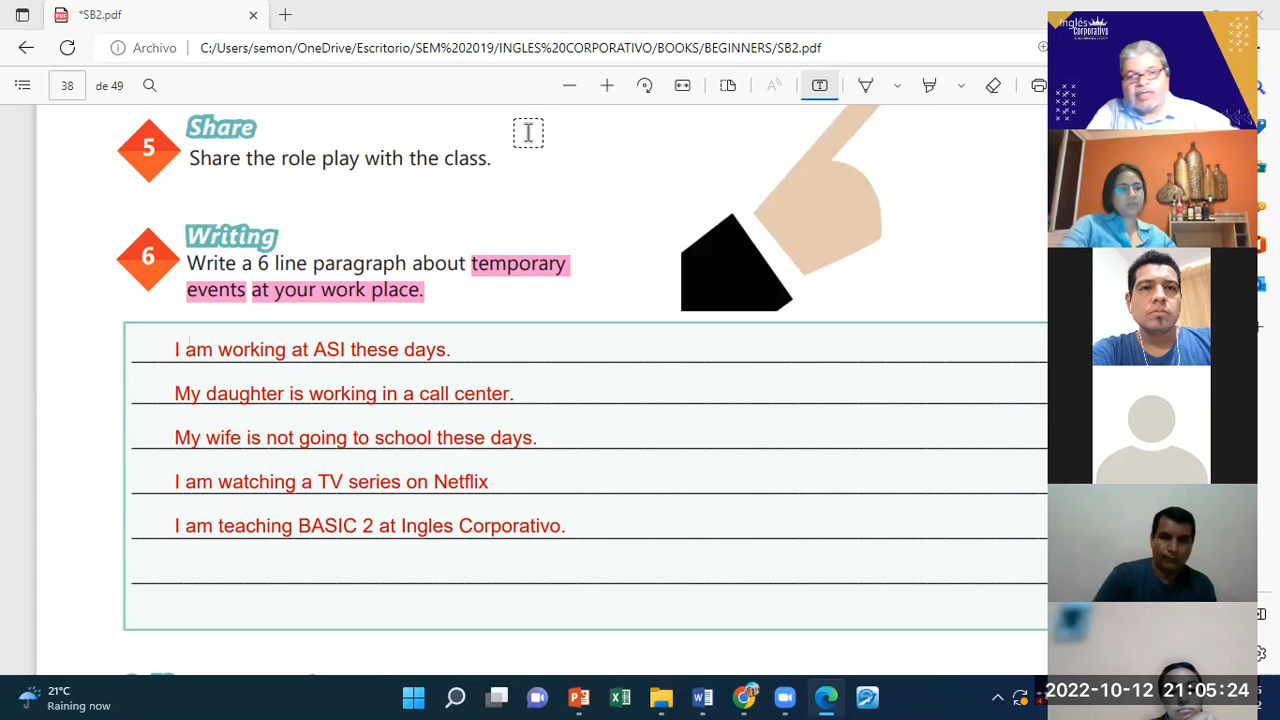 *SB2.pdf
Archivo
C:/Users/semon/OneDrive/Escritorio/SEM%202019/INGLES%20CORPORATIVO/BOOKS/BEGINNERS/SB2.pdf
38 de 49
5
Share
Share the role play with the class.
6
Writing
Write a 6 line paragraph about temporary
events at your work place.
I am working at ASI these days.
My daughter is working in a call center.
My wife is not going to school these days.
I am watching a TV series on Netflix
I am teaching BASIC 2 at Ingles Corporativo.
Inglés
Corporativo
21°C
Raining now
2022-10-12 21:05:24